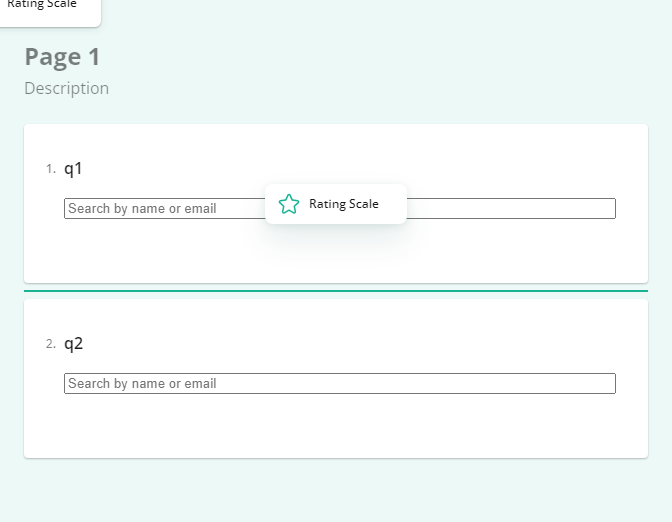 Rating Scale
Page 1
Description
1. q1
Search by name or email
Rating Scale
2. q2
Search by name or email